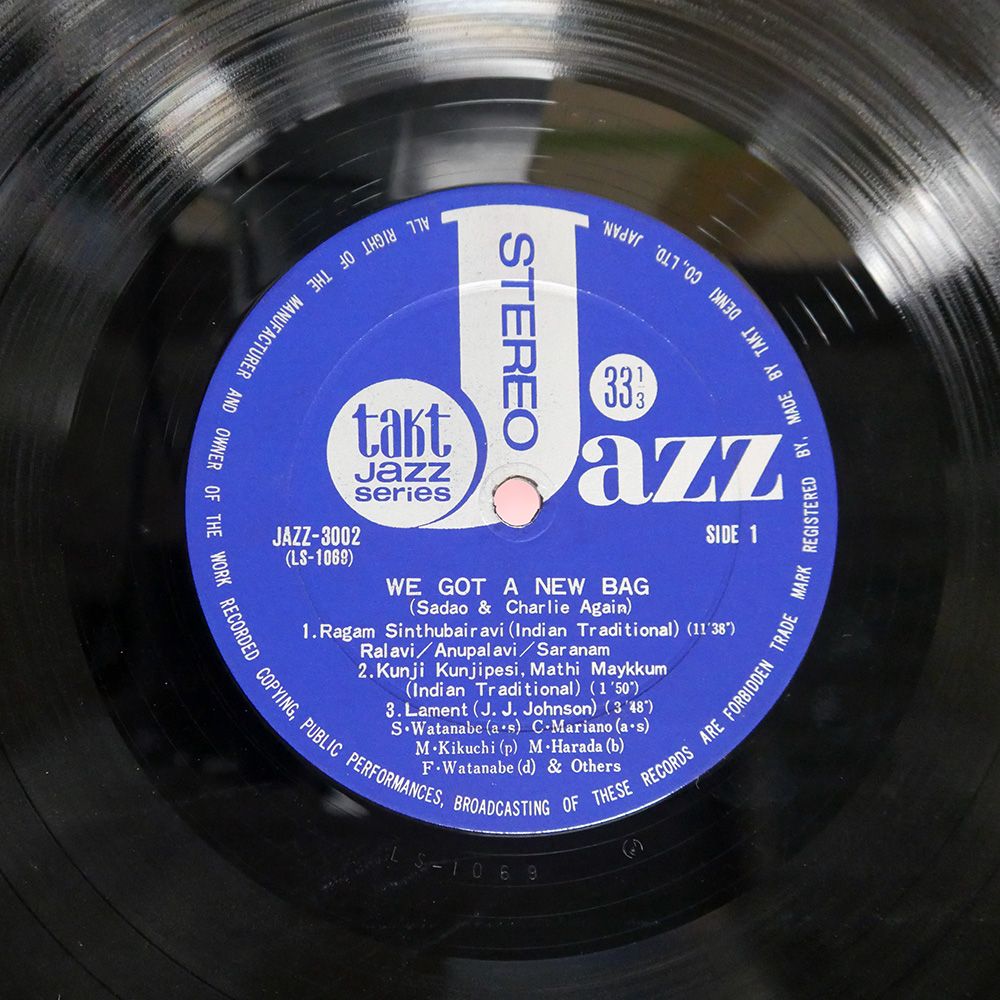 STEREO
33 1/3
Jazz
takt
Jazz
series
JAZZ-3002
(LS-1069)
SIDE 1
WE GOT A NEW BAG
(Sadao & Charlie Again)
1.Ragam Sinthubairavi(Indian Traditional) (11'38")
Ralavi/Anupalavi/Saranam
2.Kunji Kunjipesi, Mathi Maykkum
(Indian Traditional) (1'50")
3.Lament(J. J. Johnson) (3'48")
S·Watanabe(a·s) C·Mariano(a·s)
M·Kikuchi(p) M·Harada(b)
F·Watanabe(d) & Others
ALL RIGHT OF THE MANUFACTURER AND OWNER OF THE WORK RECORDED COPYING, PUBLIC PERFORMANCES, BROADCASTING OF THESE RECORDS ARE FORBIDDEN TRADE MARK REGISTERED BY, MADE BY TAKT DENKI CO., LTD. JAPAN.
LS-1069